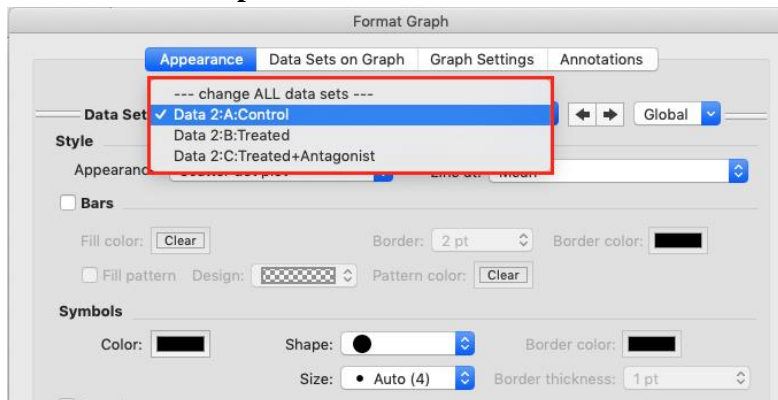 Format Graph
Appearance Data Sets on Graph Graph Settings Annotations
--- change ALL data sets ---
Data Set ✓ Data 2:A:Control Global
Data 2:B:Treated
Style
Data 2:C:Treated+Antagonist
Appearanc
Bars
Fill color: Clear Border: 2 pt Border color:
Fill pattern Design: Pattern color: Clear
Symbols
Color: Shape: Border color:
Size: • Auto (4) Border thickness: 1 pt